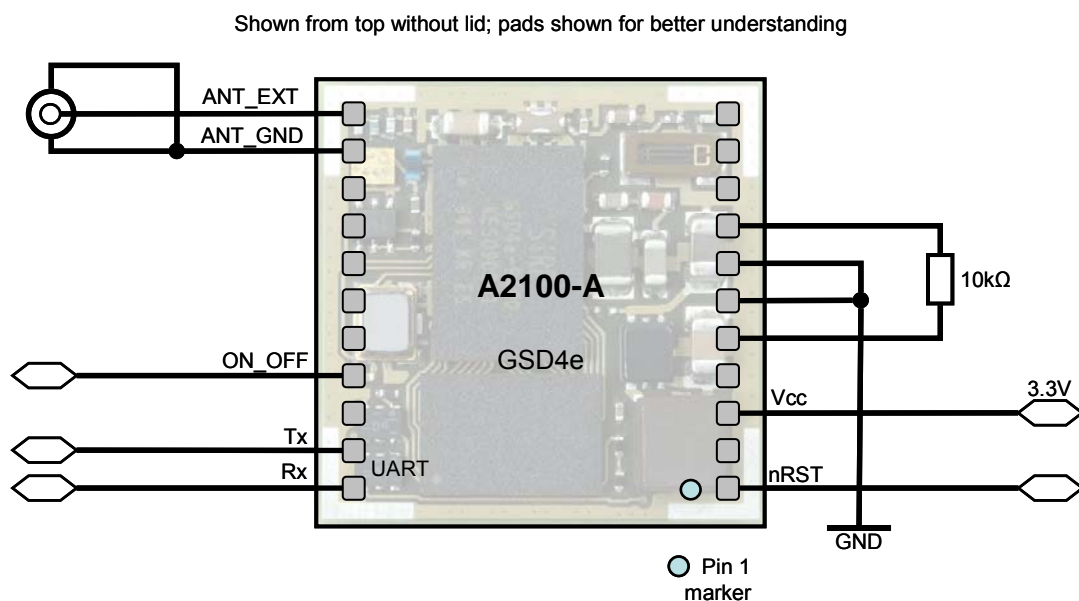 Shown from top without lid; pads shown for better understanding
ANT_EXT
ANT_GND
A2100-A
10kΩ
GSD4e
ON_OFF
Vcc
3.3V
Tx
UART
Rx
nRST
GND
Pin 1
marker